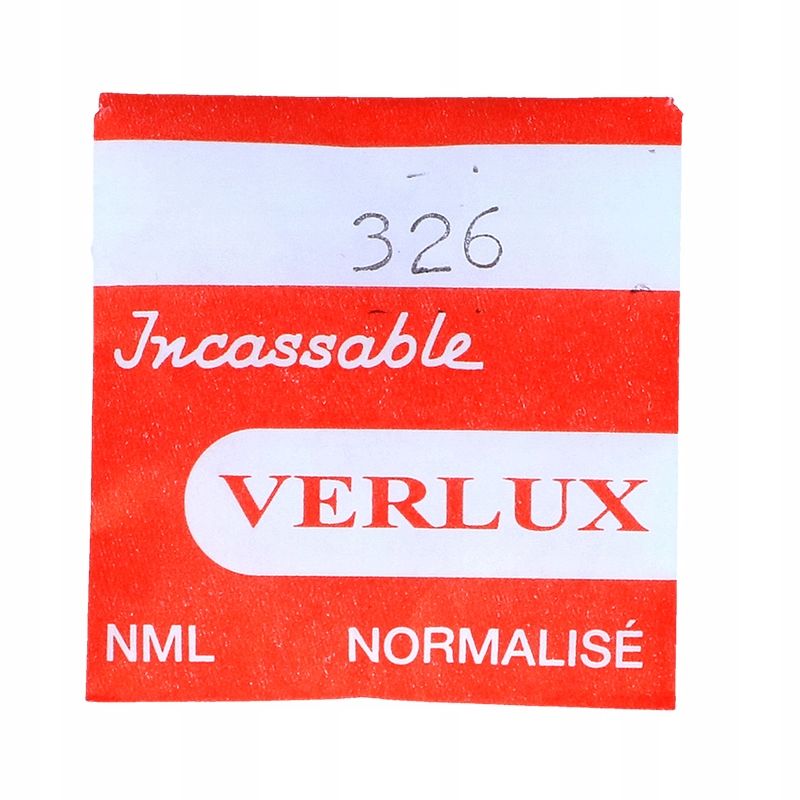 326
Incassable
VERLUX
NML NORMALISÉ